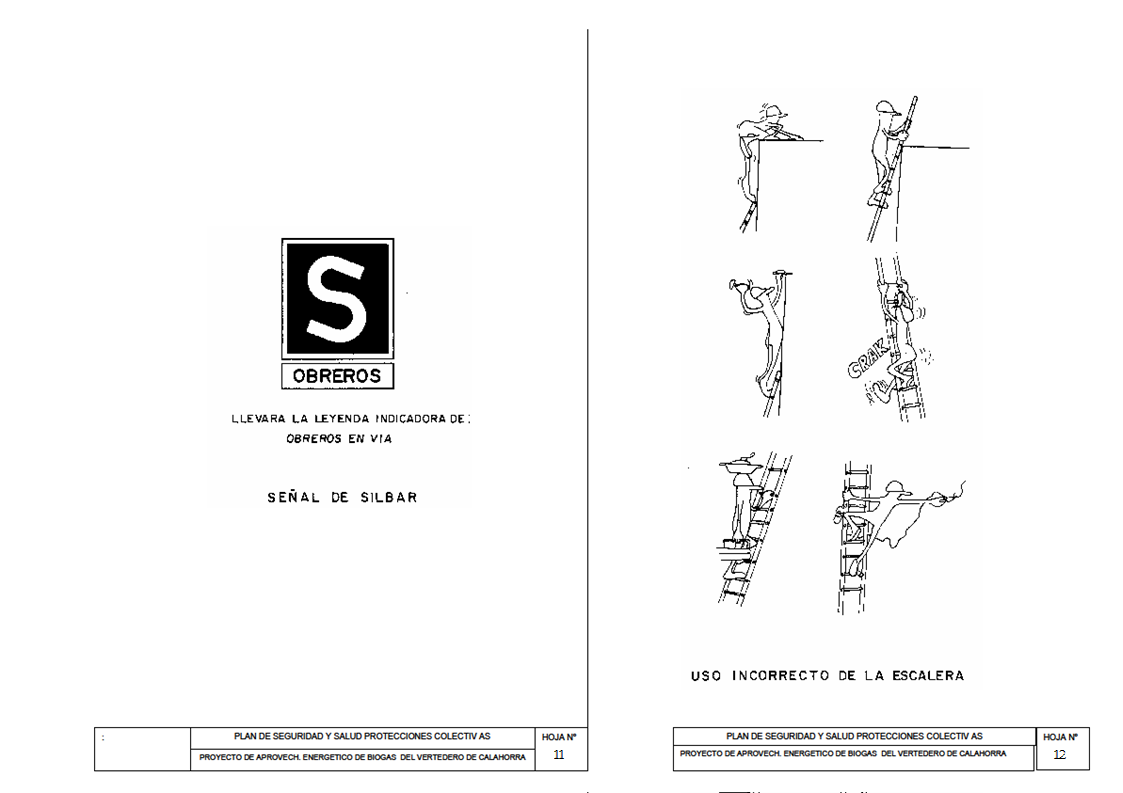 S
OBREROS
LLEVARA LA LEYENDA INDICADORA DE:
OBREROS EN VIA
SEÑAL DE SILBAR
:
PLAN DE SEGURIDAD Y SALUD PROTECCIONES COLECTIV AS
HOJA Nº
PROYECTO DE APROVECH. ENERGETICO DE BIOGAS DEL VERTEDERO DE CALAHORRA
11
CRAK
USO INCORRECTO DE LA ESCALERA
PLAN DE SEGURIDAD Y SALUD PROTECCIONES COLECTIV AS
HOJA Nº
PROYECTO DE APROVECH. ENERGETICO DE BIOGAS DEL VERTEDERO DE CALAHORRA
12